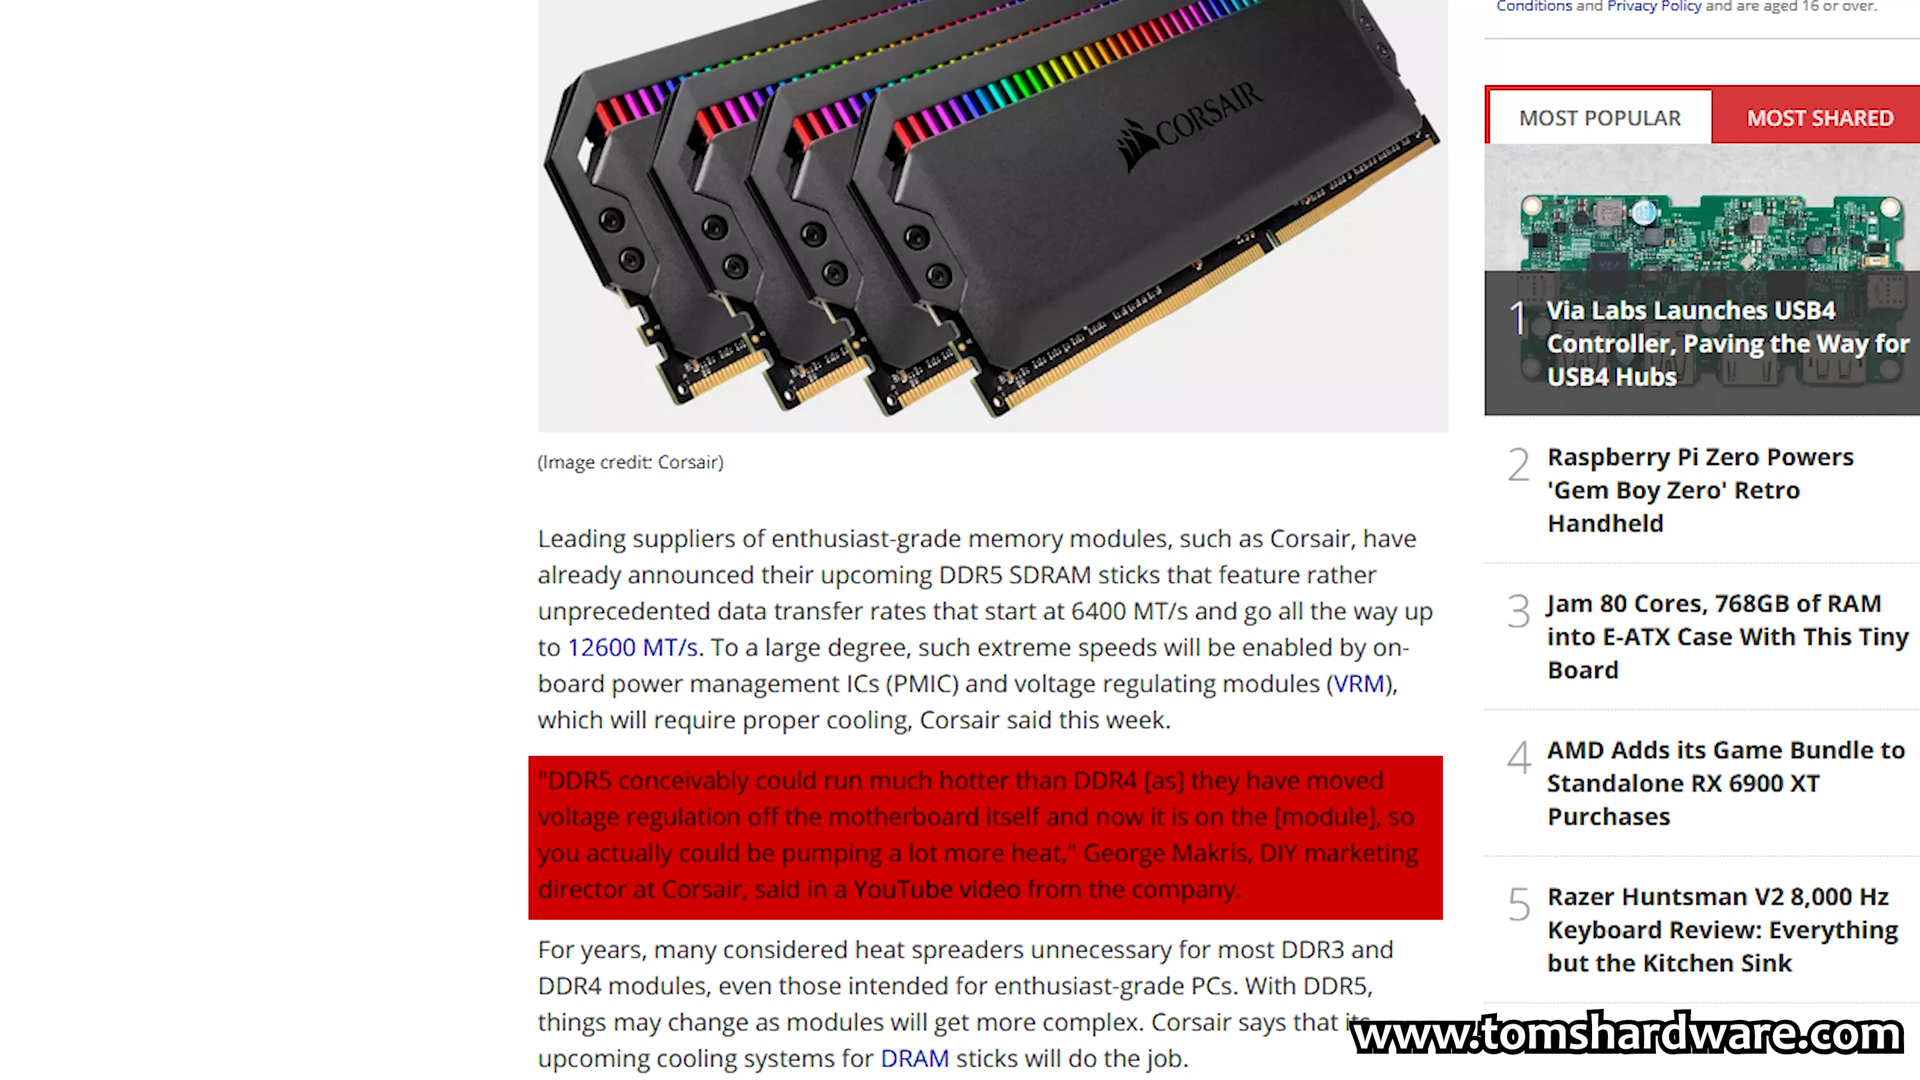 Conditions and Privacy Policy and are aged 16 or over.
CORSAIR
MOST POPULAR
MOST SHARED
1
Via Labs Launches USB4
Controller, Paving the Way for
USB4 Hubs
(Image credit: Corsair)
2
Raspberry Pi Zero Powers
'Gem Boy Zero' Retro
Handheld
Leading suppliers of enthusiast-grade memory modules, such as Corsair, have
already announced their upcoming DDR5 SDRAM sticks that feature rather
unprecedented data transfer rates that start at 6400 MT/s and go all the way up
to 12600 MT/s. To a large degree, such extreme speeds will be enabled by on-
board power management ICs (PMIC) and voltage regulating modules (VRM),
which will require proper cooling, Corsair said this week.
3
Jam 80 Cores, 768GB of RAM
into E-ATX Case With This Tiny
Board
4
AMD Adds its Game Bundle to
Standalone RX 6900 XT
Purchases
"DDR5 conceivably could run much hotter than DDR4 [as] they have moved
voltage regulation off the motherboard itself and now it is on the [module], so
you actually could be pumping a lot more heat," George Makris, DIY marketing
director at Corsair, said in a YouTube video from the company.
5
Razer Huntsman V2 8,000 Hz
Keyboard Review: Everything
but the Kitchen Sink
For years, many considered heat spreaders unnecessary for most DDR3 and
DDR4 modules, even those intended for enthusiast-grade PCs. With DDR5,
things may change as modules will get more complex. Corsair says that its
upcoming cooling systems for DRAM sticks will do the job.
www.tomshardware.com